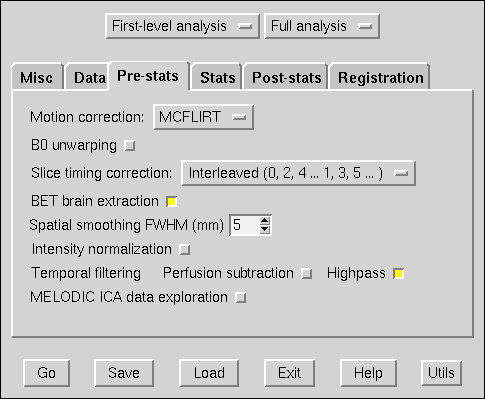 First-level analysis Full analysis
Misc Data Pre-stats Stats Post-stats Registration
Motion correction: MCFLIRT
B0 unwarping
Slice timing correction: Interleaved (0, 2, 4 ... 1, 3, 5 ... )
BET brain extraction
Spatial smoothing FWHM (mm) 5
Intensity normalization
Temporal filtering Perfusion subtraction Highpass
MELODIC ICA data exploration
Go Save Load Exit Help Utils